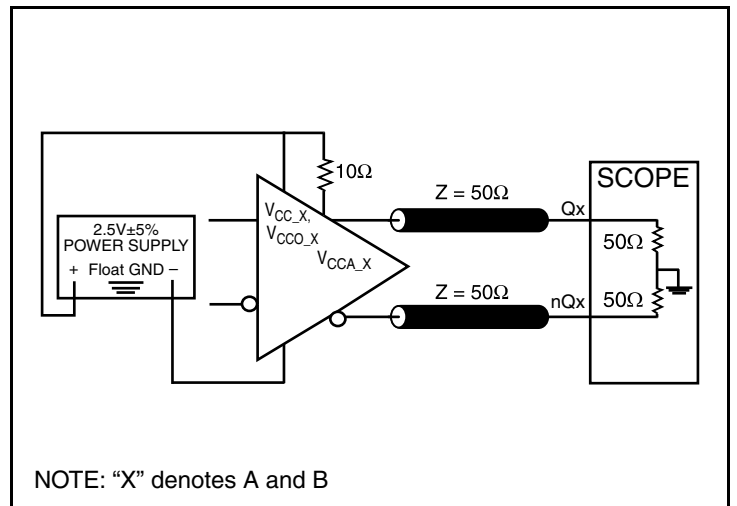 10Ω
Z = 50Ω
Qx
SCOPE
50Ω
V_CC_X,
V_CCO_X
V_CCA_X
2.5V±5%
POWER SUPPLY
+ Float GND –
Z = 50Ω
nQx
50Ω
NOTE: “X” denotes A and B